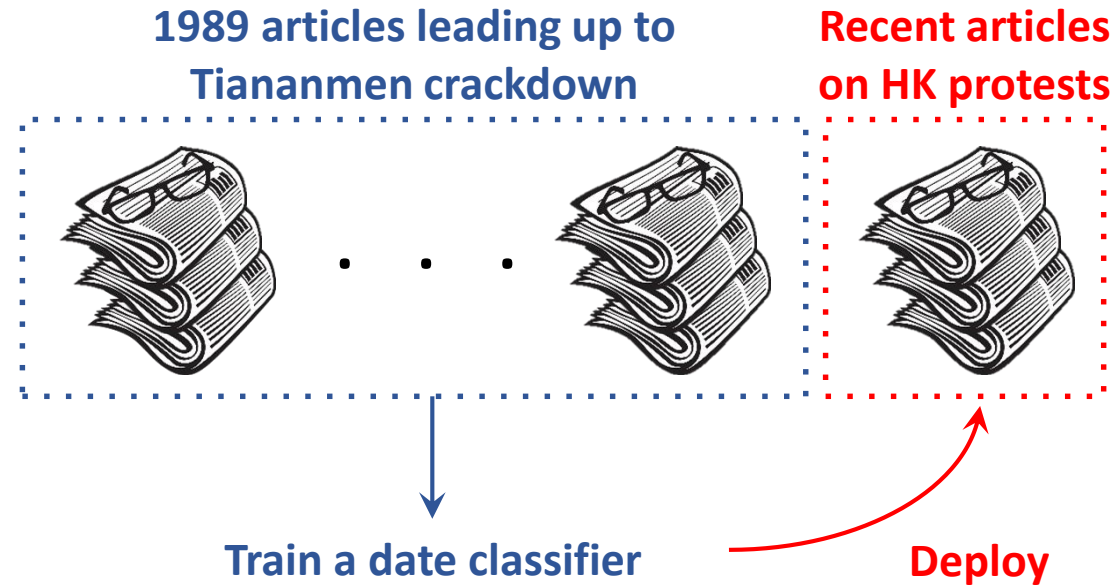 1989 articles leading up to
Tiananmen crackdown
Recent articles
on HK protests
. . .
Train a date classifier
Deploy